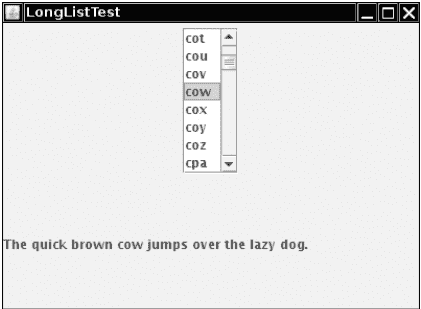 LongListTest
cot
cou
cov
cow
cox
coy
coz
cpa
The quick brown cow jumps over the lazy dog.